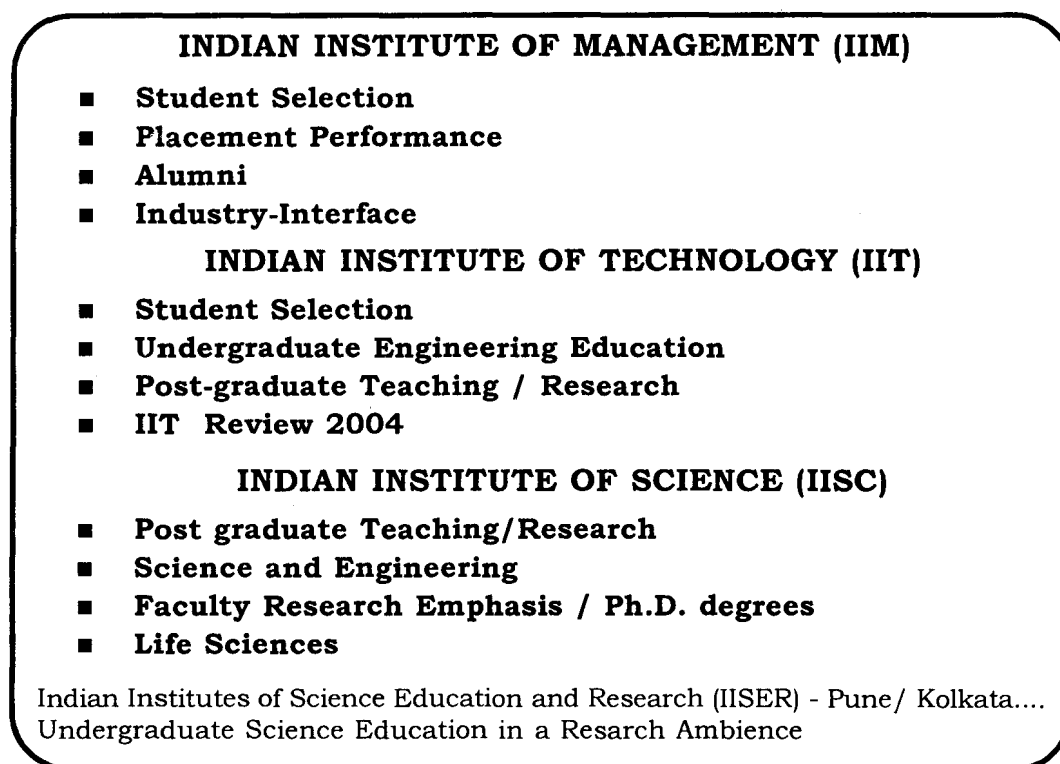 INDIAN INSTITUTE OF MANAGEMENT (IIM)
■ Student Selection
■ Placement Performance
■ Alumni
■ Industry-Interface
INDIAN INSTITUTE OF TECHNOLOGY (IIT)
■ Student Selection
■ Undergraduate Engineering Education
■ Post-graduate Teaching / Research
■ IIT Review 2004
INDIAN INSTITUTE OF SCIENCE (IISC)
■ Post graduate Teaching/Research
■ Science and Engineering
■ Faculty Research Emphasis / Ph.D. degrees
■ Life Sciences
Indian Institutes of Science Education and Research (IISER) - Pune/ Kolkata....
Undergraduate Science Education in a Resarch Ambience